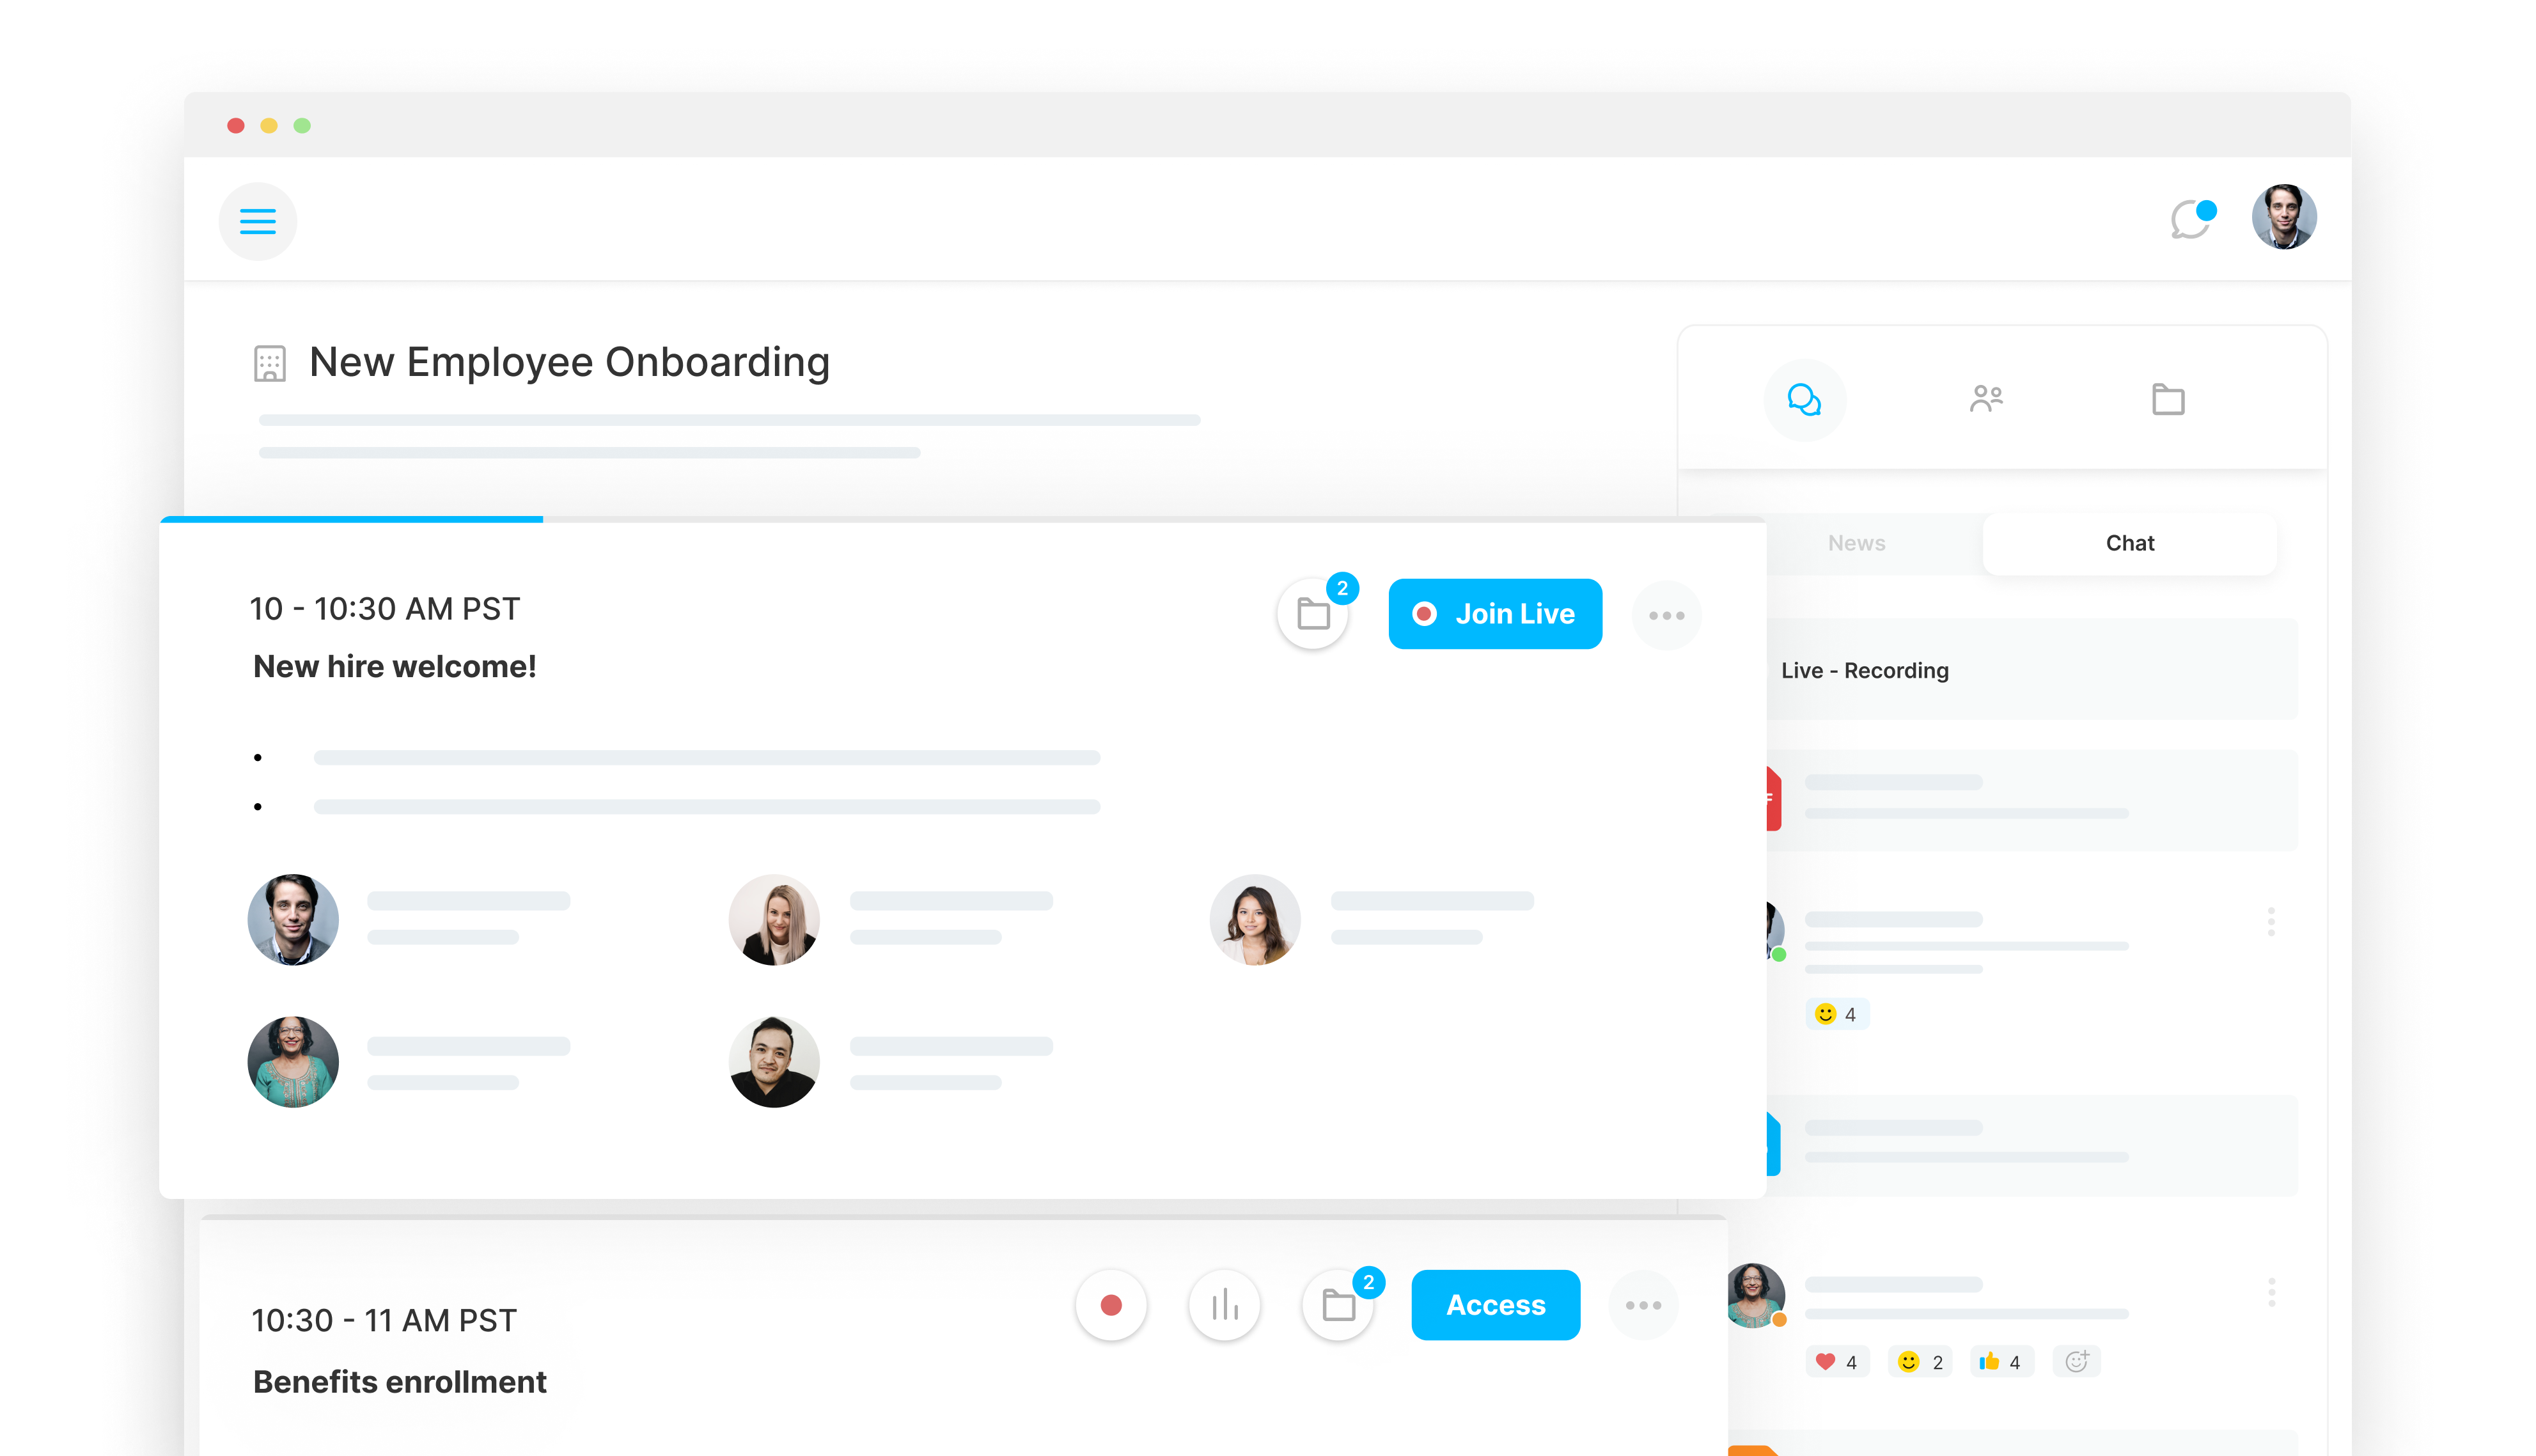 New Employee Onboarding
10 - 10:30 AM PST
New hire welcome!
2
Join Live
10:30 - 11 AM PST
Benefits enrollment
2
Access
News
Chat
Live - Recording
F
4
4
2
4